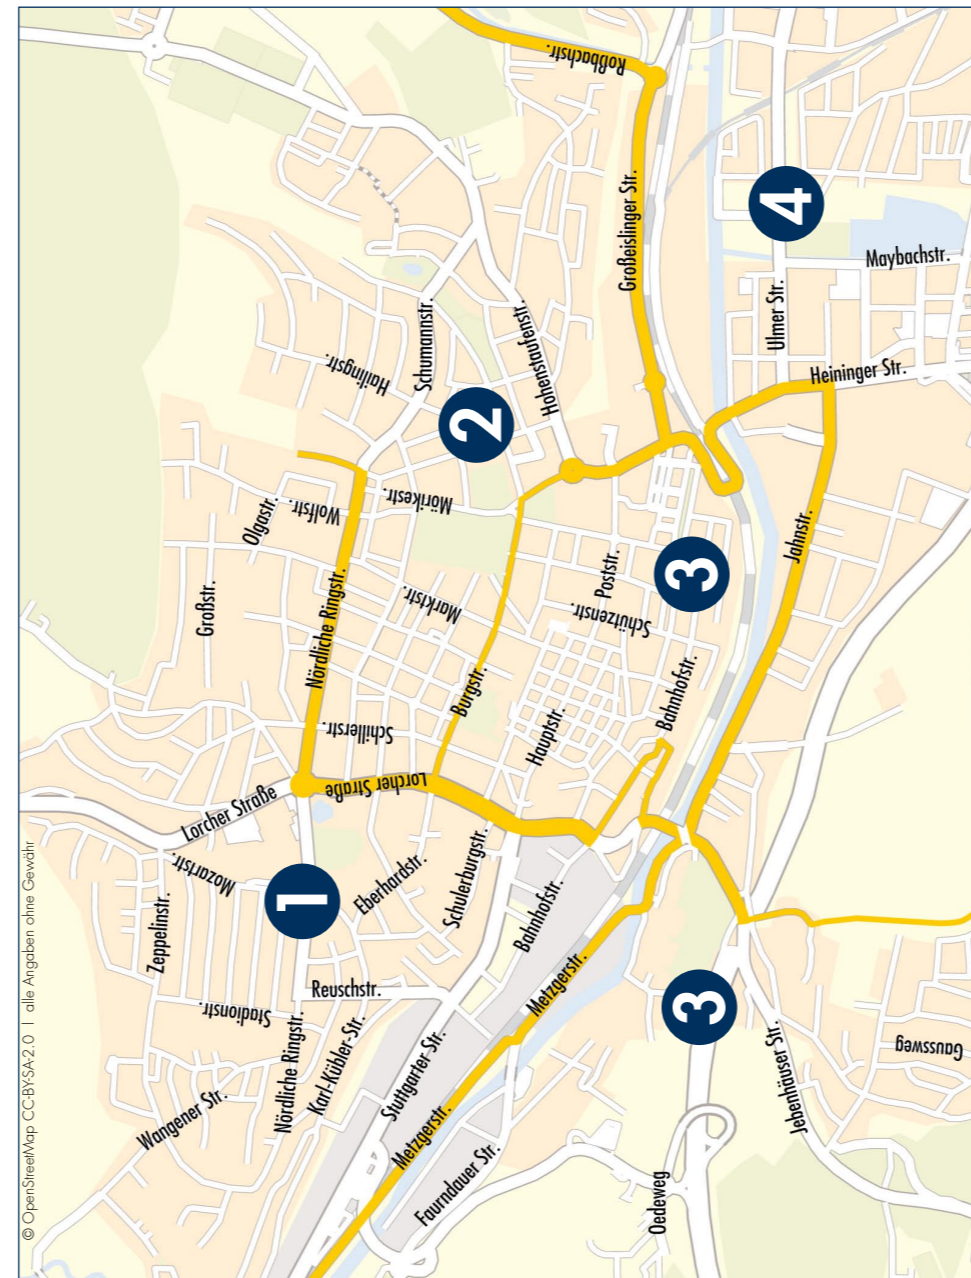 © OpenStreetMap CC-BY-SA-2.0 | alle Angaben ohne Gewähr
Roßbachstr.
Großeislinger Str.
4
Maybachstr.
Ulmer Str.
Heininger Str.
Schumannstr.
Hailingstr.
Hohenstaufenstr.
2
Mörikestr.
Wolfstr.
Olgastr.
Großstr.
Nördliche Ringstr.
Marktstr.
Poststr.
Schützenstr.
3
Jahnstr.
Burgstr.
Schillerstr.
Hauptstr.
Bahnhofstr.
Lorcher Straße
Lorcher Straße
Mozartstr.
Zeppelinstr.
1
Eberhardstr.
Schulerburgstr.
Bahnhofstr.
Stadionstr.
Reuschstr.
Metzgerstr.
3
Wangener Str.
Nördliche Ringstr.
Karl-Kübler-Str.
Stuttgarter Str.
Metzgerstr.
Faurndauer Str.
Jebenhäuser Str.
Gaussweg
Oedeweg